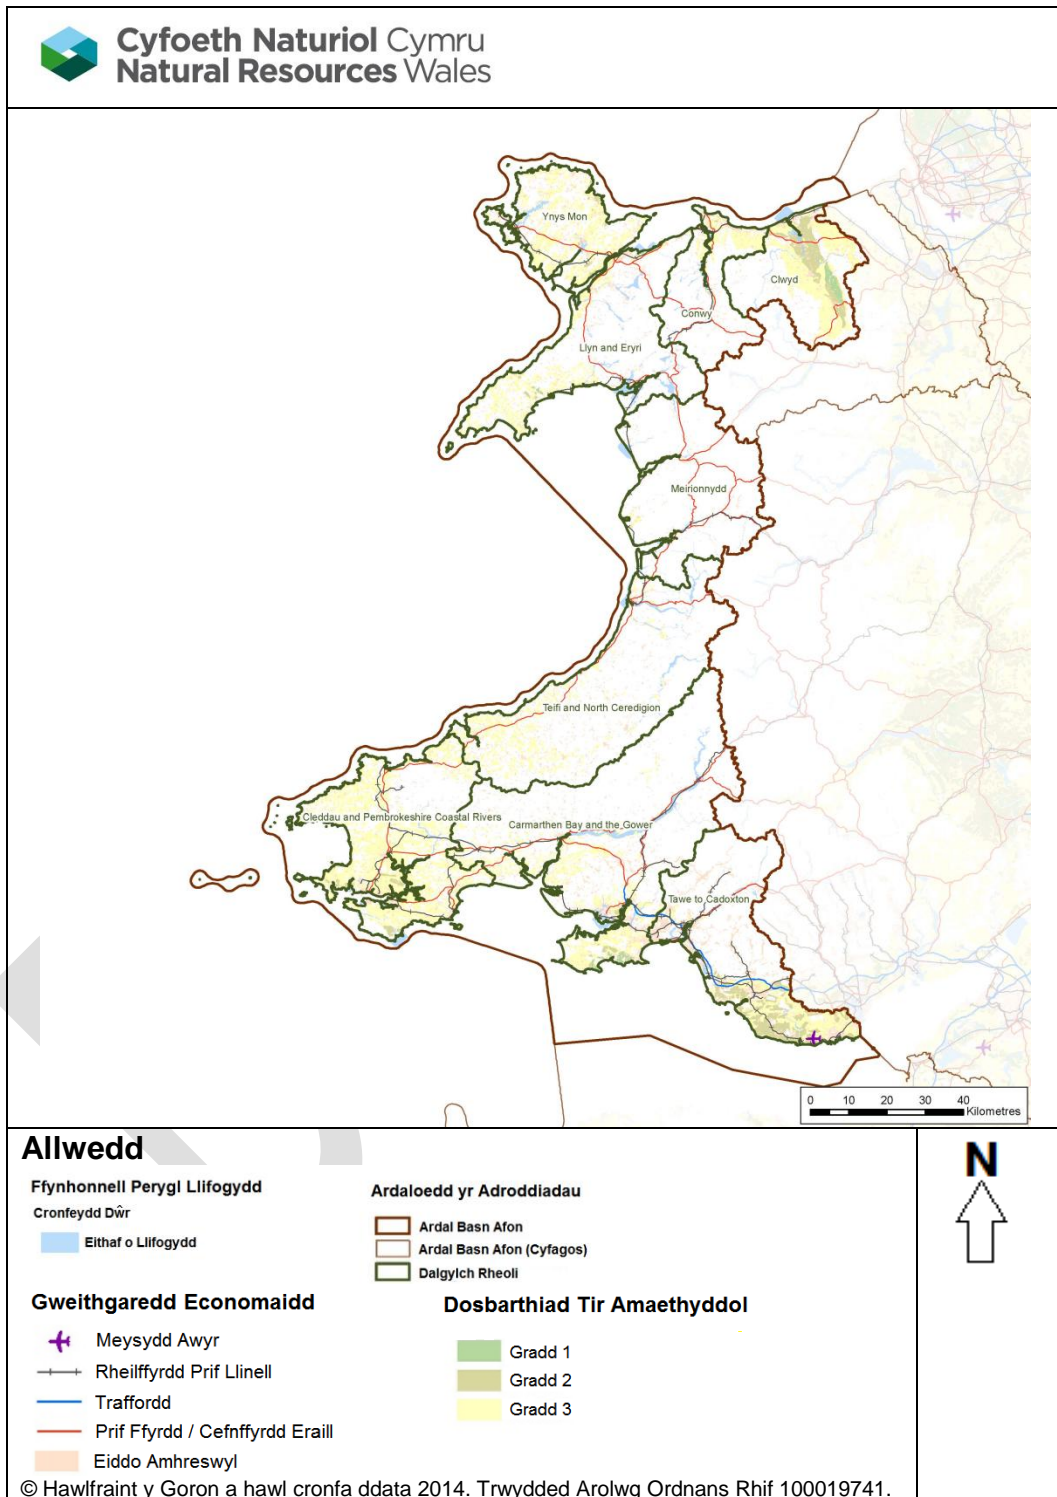 Cyfoeth Naturiol Cymru
Natural Resources Wales
Ynys Mon
Clwyd
Conwy
Llyn and Eryri
Meirionnydd
Teifi and North Ceredigion
Cleddau and Pembrokeshire Coastal Rivers
Carmarthen Bay and the Gower
Tawe to Cadoxton
0 10 20 30 40
Kilometres
Allwedd
Ffynhonnell Perygl Llifogydd
Cronfeydd Dŵr
Eithaf o Llifogydd
Ardaloedd yr Adroddiadau
Ardal Basn Afon
Ardal Basn Afon (Cyfagos)
Dalgylch Rheoli
Gweithgaredd Economaidd
Meysydd Awyr
Rheilffyrdd Prif Llinell
Traffordd
Prif Ffyrdd / Cefnffyrdd Eraill
Eiddo Amhreswyl
Dosbarthiad Tir Amaethyddol
Gradd 1
Gradd 2
Gradd 3
N
© Hawlfraint y Goron a hawl cronfa ddata 2014. Trwydded Arolwg Ordnans Rhif 100019741.